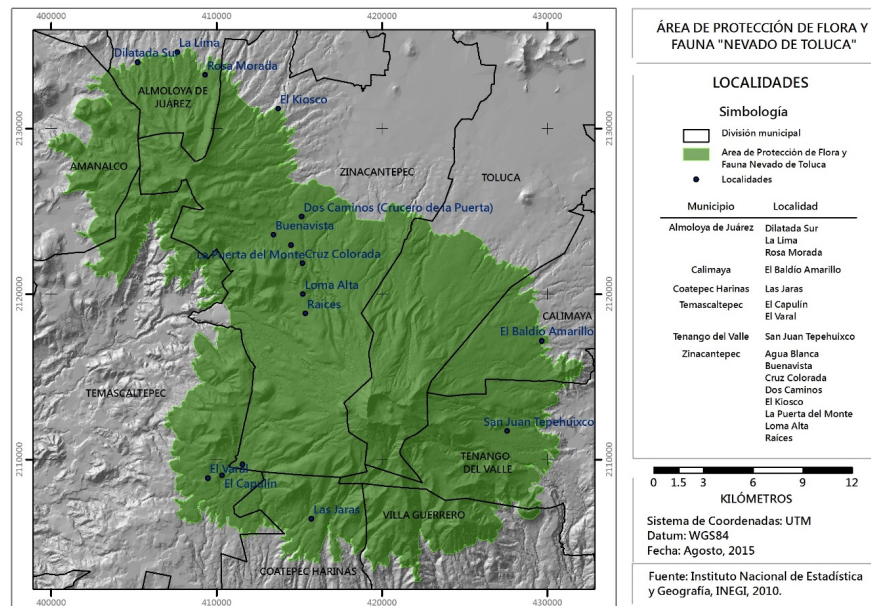 400000 410000 420000 430000
ÁREA DE PROTECCIÓN DE FLORA Y
FAUNA "NEVADO DE TOLUCA"
LOCALIDADES
Simbología
División municipal
Area de Protección de Flora y
Fauna Nevado de Toluca
Localidades
Municipio Localidad
Almoloya de Juárez Dilatada Sur
La Lima
Rosa Morada
Calimaya El Baldío Amarillo
Coatepec Harinas Las Jaras
Temascaltepec El Capulín
El Varal
Tenango del Valle San Juan Tepehuixco
Zinacantepec Agua Blanca
Buenavista
Cruz Colorada
Dos Caminos
El Kiosco
La Puerta del Monte
Loma Alta
Raíces
0 1.5 3 6 9 12
KILÓMETROS
Sistema de Coordenadas: UTM
Datum: WGS84
Fecha: Agosto, 2015
Fuente: Instituto Nacional de Estadística
y Geografía, INEGI, 2010.
La Lima
Dilatada Sur
Rosa Morada
ALMOLOYA DE
JUÁREZ
El Kiosco
2130000 2130000
AMANALCO
ZINACANTEPEC
TOLUCA
Dos Caminos (Crucero de la Puerta)
Buenavista
La Puerta del Monte
Cruz Colorada
Loma Alta
2120000 2120000
Raíces
CALIMAYA
El Baldío Amarillo
TEMASCALTEPEC
San Juan Tepehuixco
2110000 2110000
TENANGO
DEL VALLE
El Varal
El Capulín
Las Jaras
VILLA GUERRERO
COATEPEC HARINAS
400000 410000 420000 430000